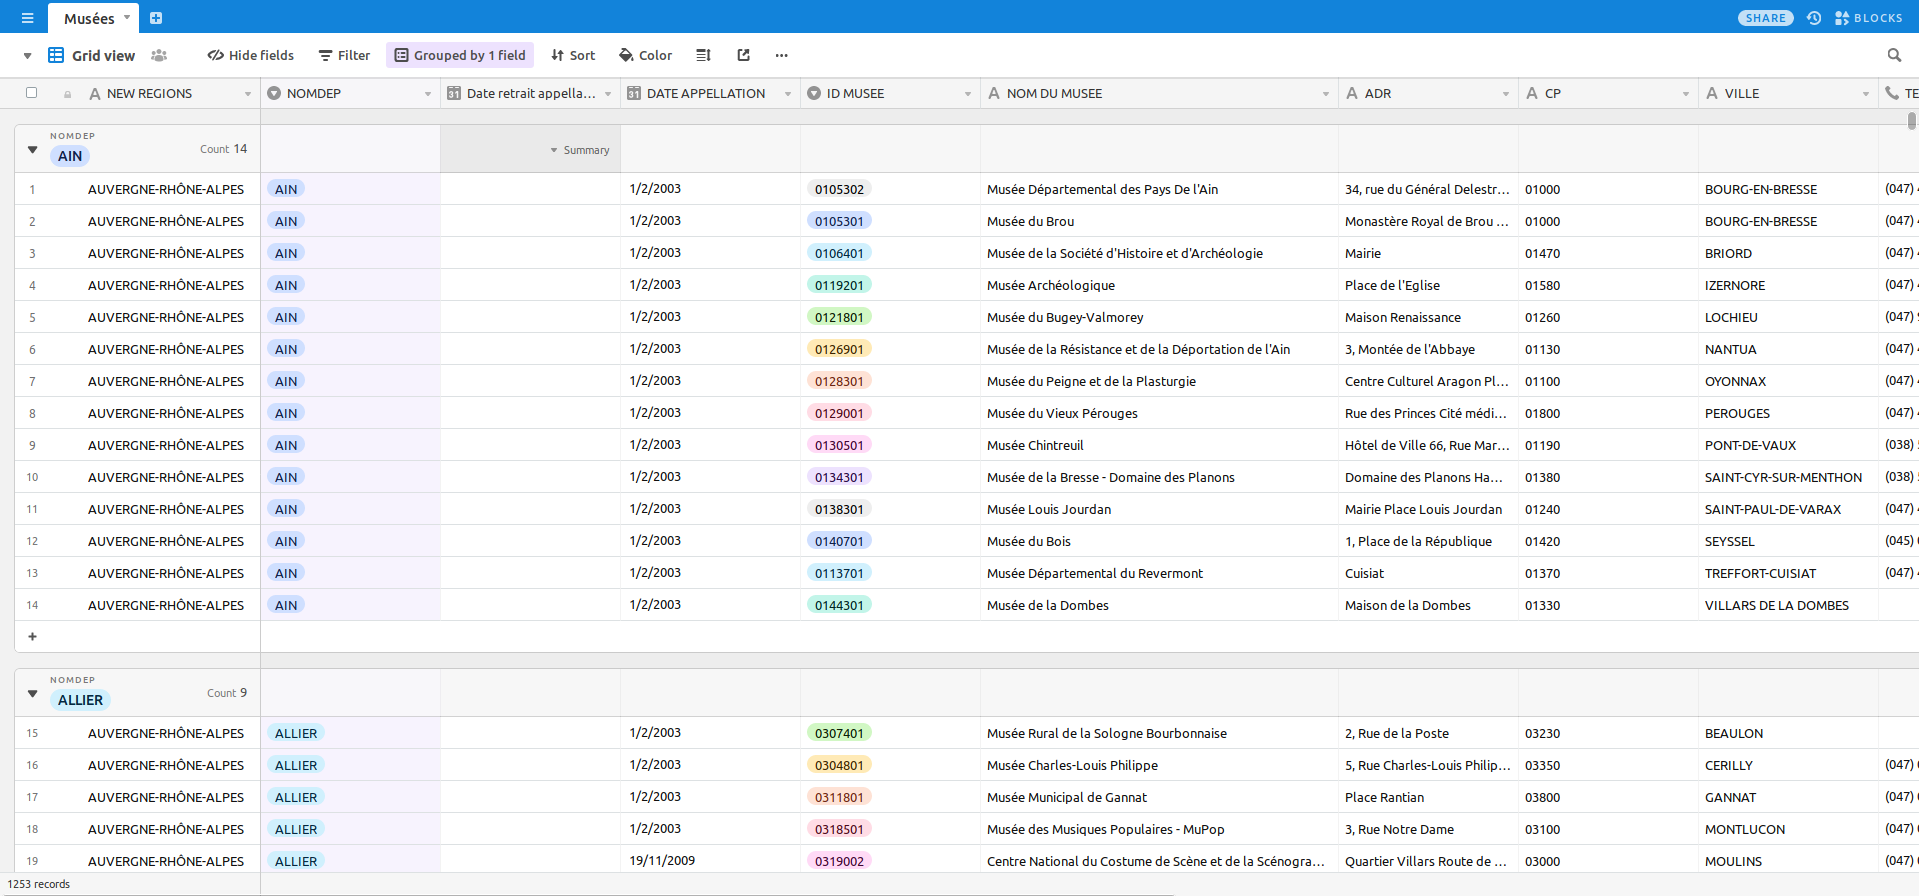 Musées
SHARE BLOCKS
Grid view Hide fields Filter Grouped by 1 field Sort Color
NEW REGIONS NOMDEP Date retrait appella... DATE APPELLATION ID MUSEE NOM DU MUSEE ADR CP VILLE TE
NOMDEP
AIN Count 14 Summary
1 AUVERGNE-RHÔNE-ALPES AIN 1/2/2003 0105302 Musée Départemental des Pays De l'Ain 34, rue du Général Delestr... 01000 BOURG-EN-BRESSE (047)
2 AUVERGNE-RHÔNE-ALPES AIN 1/2/2003 0105301 Musée du Brou Monastère Royal de Brou ... 01000 BOURG-EN-BRESSE (047)
3 AUVERGNE-RHÔNE-ALPES AIN 1/2/2003 0106401 Musée de la Société d'Histoire et d'Archéologie Mairie 01470 BRIORD (047)
4 AUVERGNE-RHÔNE-ALPES AIN 1/2/2003 0119201 Musée Archéologique Place de l'Eglise 01580 IZERNORE (047)
5 AUVERGNE-RHÔNE-ALPES AIN 1/2/2003 0121801 Musée du Bugey-Valmorey Maison Renaissance 01260 LOCHIEU (047)
6 AUVERGNE-RHÔNE-ALPES AIN 1/2/2003 0126901 Musée de la Résistance et de la Déportation de l'Ain 3, Montée de l'Abbaye 01130 NANTUA (047)
7 AUVERGNE-RHÔNE-ALPES AIN 1/2/2003 0128301 Musée du Peigne et de la Plasturgie Centre Culturel Aragon Pl... 01100 OYONNAX (047)
8 AUVERGNE-RHÔNE-ALPES AIN 1/2/2003 0129001 Musée du Vieux Pérouges Rue des Princes Cité médi... 01800 PEROUGES (047)
9 AUVERGNE-RHÔNE-ALPES AIN 1/2/2003 0130501 Musée Chintreuil Hôtel de Ville 66, Rue Mar... 01190 PONT-DE-VAUX (038)
10 AUVERGNE-RHÔNE-ALPES AIN 1/2/2003 0134301 Musée de la Bresse - Domaine des Planons Domaine des Planons Ha... 01380 SAINT-CYR-SUR-MENTHON (038)
11 AUVERGNE-RHÔNE-ALPES AIN 1/2/2003 0138301 Musée Louis Jourdan Mairie Place Louis Jourdan 01240 SAINT-PAUL-DE-VARAX (047)
12 AUVERGNE-RHÔNE-ALPES AIN 1/2/2003 0140701 Musée du Bois 1, Place de la République 01420 SEYSSEL (045)
13 AUVERGNE-RHÔNE-ALPES AIN 1/2/2003 0113701 Musée Départemental du Revermont Cuisiat 01370 TREFFORT-CUISIAT (047)
14 AUVERGNE-RHÔNE-ALPES AIN 1/2/2003 0144301 Musée de la Dombes Maison de la Dombes 01330 VILLARS DE LA DOMBES
NOMDEP
ALLIER Count 9
15 AUVERGNE-RHÔNE-ALPES ALLIER 1/2/2003 0307401 Musée Rural de la Sologne Bourbonnaise 2, Rue de la Poste 03230 BEAULON
16 AUVERGNE-RHÔNE-ALPES ALLIER 1/2/2003 0304801 Musée Charles-Louis Philippe 5, Rue Charles-Louis Philip... 03350 CERILLY (047)
17 AUVERGNE-RHÔNE-ALPES ALLIER 1/2/2003 0311801 Musée Municipal de Gannat Place Rantian 03800 GANNAT (047)
18 AUVERGNE-RHÔNE-ALPES ALLIER 1/2/2003 0318501 Musée des Musiques Populaires - MuPop 3, Rue Notre Dame 03100 MONTLUCON (047)
19 AUVERGNE-RHÔNE-ALPES ALLIER 19/11/2009 0319002 Centre National du Costume de Scène et de la Scénogra... Quartier Villars Route de ... 03000 MOULINS (047)
1253 records